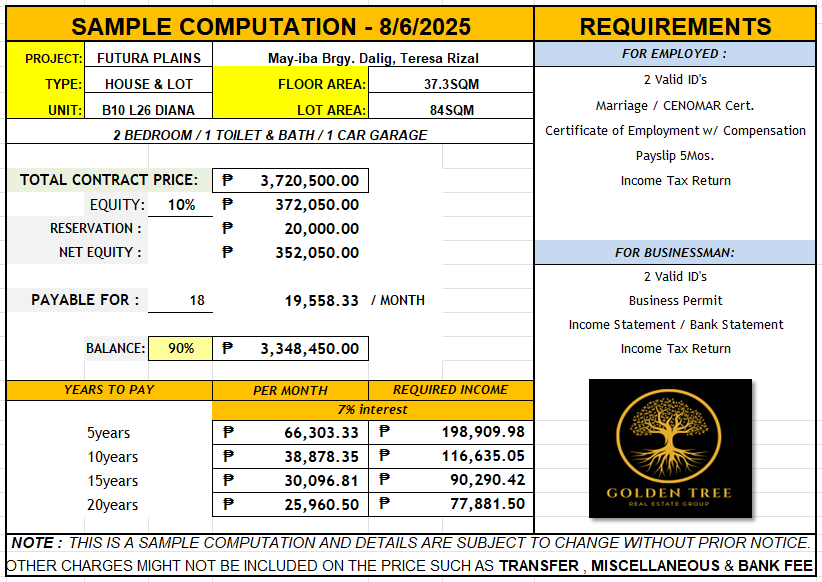 SAMPLE COMPUTATION - 8/6/2025
PROJECT: FUTURA PLAINS May-iba Brgy. Dalig, Teresa Rizal
TYPE: HOUSE & LOT FLOOR AREA: 37.3SQM
UNIT: B10 L26 DIANA LOT AREA: 84SQM
2 BEDROOM / 1 TOILET & BATH / 1 CAR GARAGE
TOTAL CONTRACT PRICE: ₱ 3,720,500.00
EQUITY: 10% ₱ 372,050.00
RESERVATION : ₱ 20,000.00
NET EQUITY : ₱ 352,050.00
PAYABLE FOR : 18 19,558.33 / MONTH
BALANCE: 90% ₱ 3,348,450.00
YEARS TO PAY PER MONTH REQUIRED INCOME
7% interest
5years ₱ 66,303.33 ₱ 198,909.98
10years ₱ 38,878.35 ₱ 116,635.05
15years ₱ 30,096.81 ₱ 90,290.42
20years ₱ 25,960.50 ₱ 77,881.50
REQUIREMENTS
FOR EMPLOYED :
2 Valid ID's
Marriage / CENOMAR Cert.
Certificate of Employment w/ Compensation
Payslip 5Mos.
Income Tax Return
FOR BUSINESSMAN:
2 Valid ID's
Business Permit
Income Statement / Bank Statement
Income Tax Return
GOLDEN TREE
REAL ESTATE GROUP
NOTE : THIS IS A SAMPLE COMPUTATION AND DETAILS ARE SUBJECT TO CHANGE WITHOUT PRIOR NOTICE.
OTHER CHARGES MIGHT NOT BE INCLUDED ON THE PRICE SUCH AS TRANSFER , MISCELLANEOUS & BANK FEE